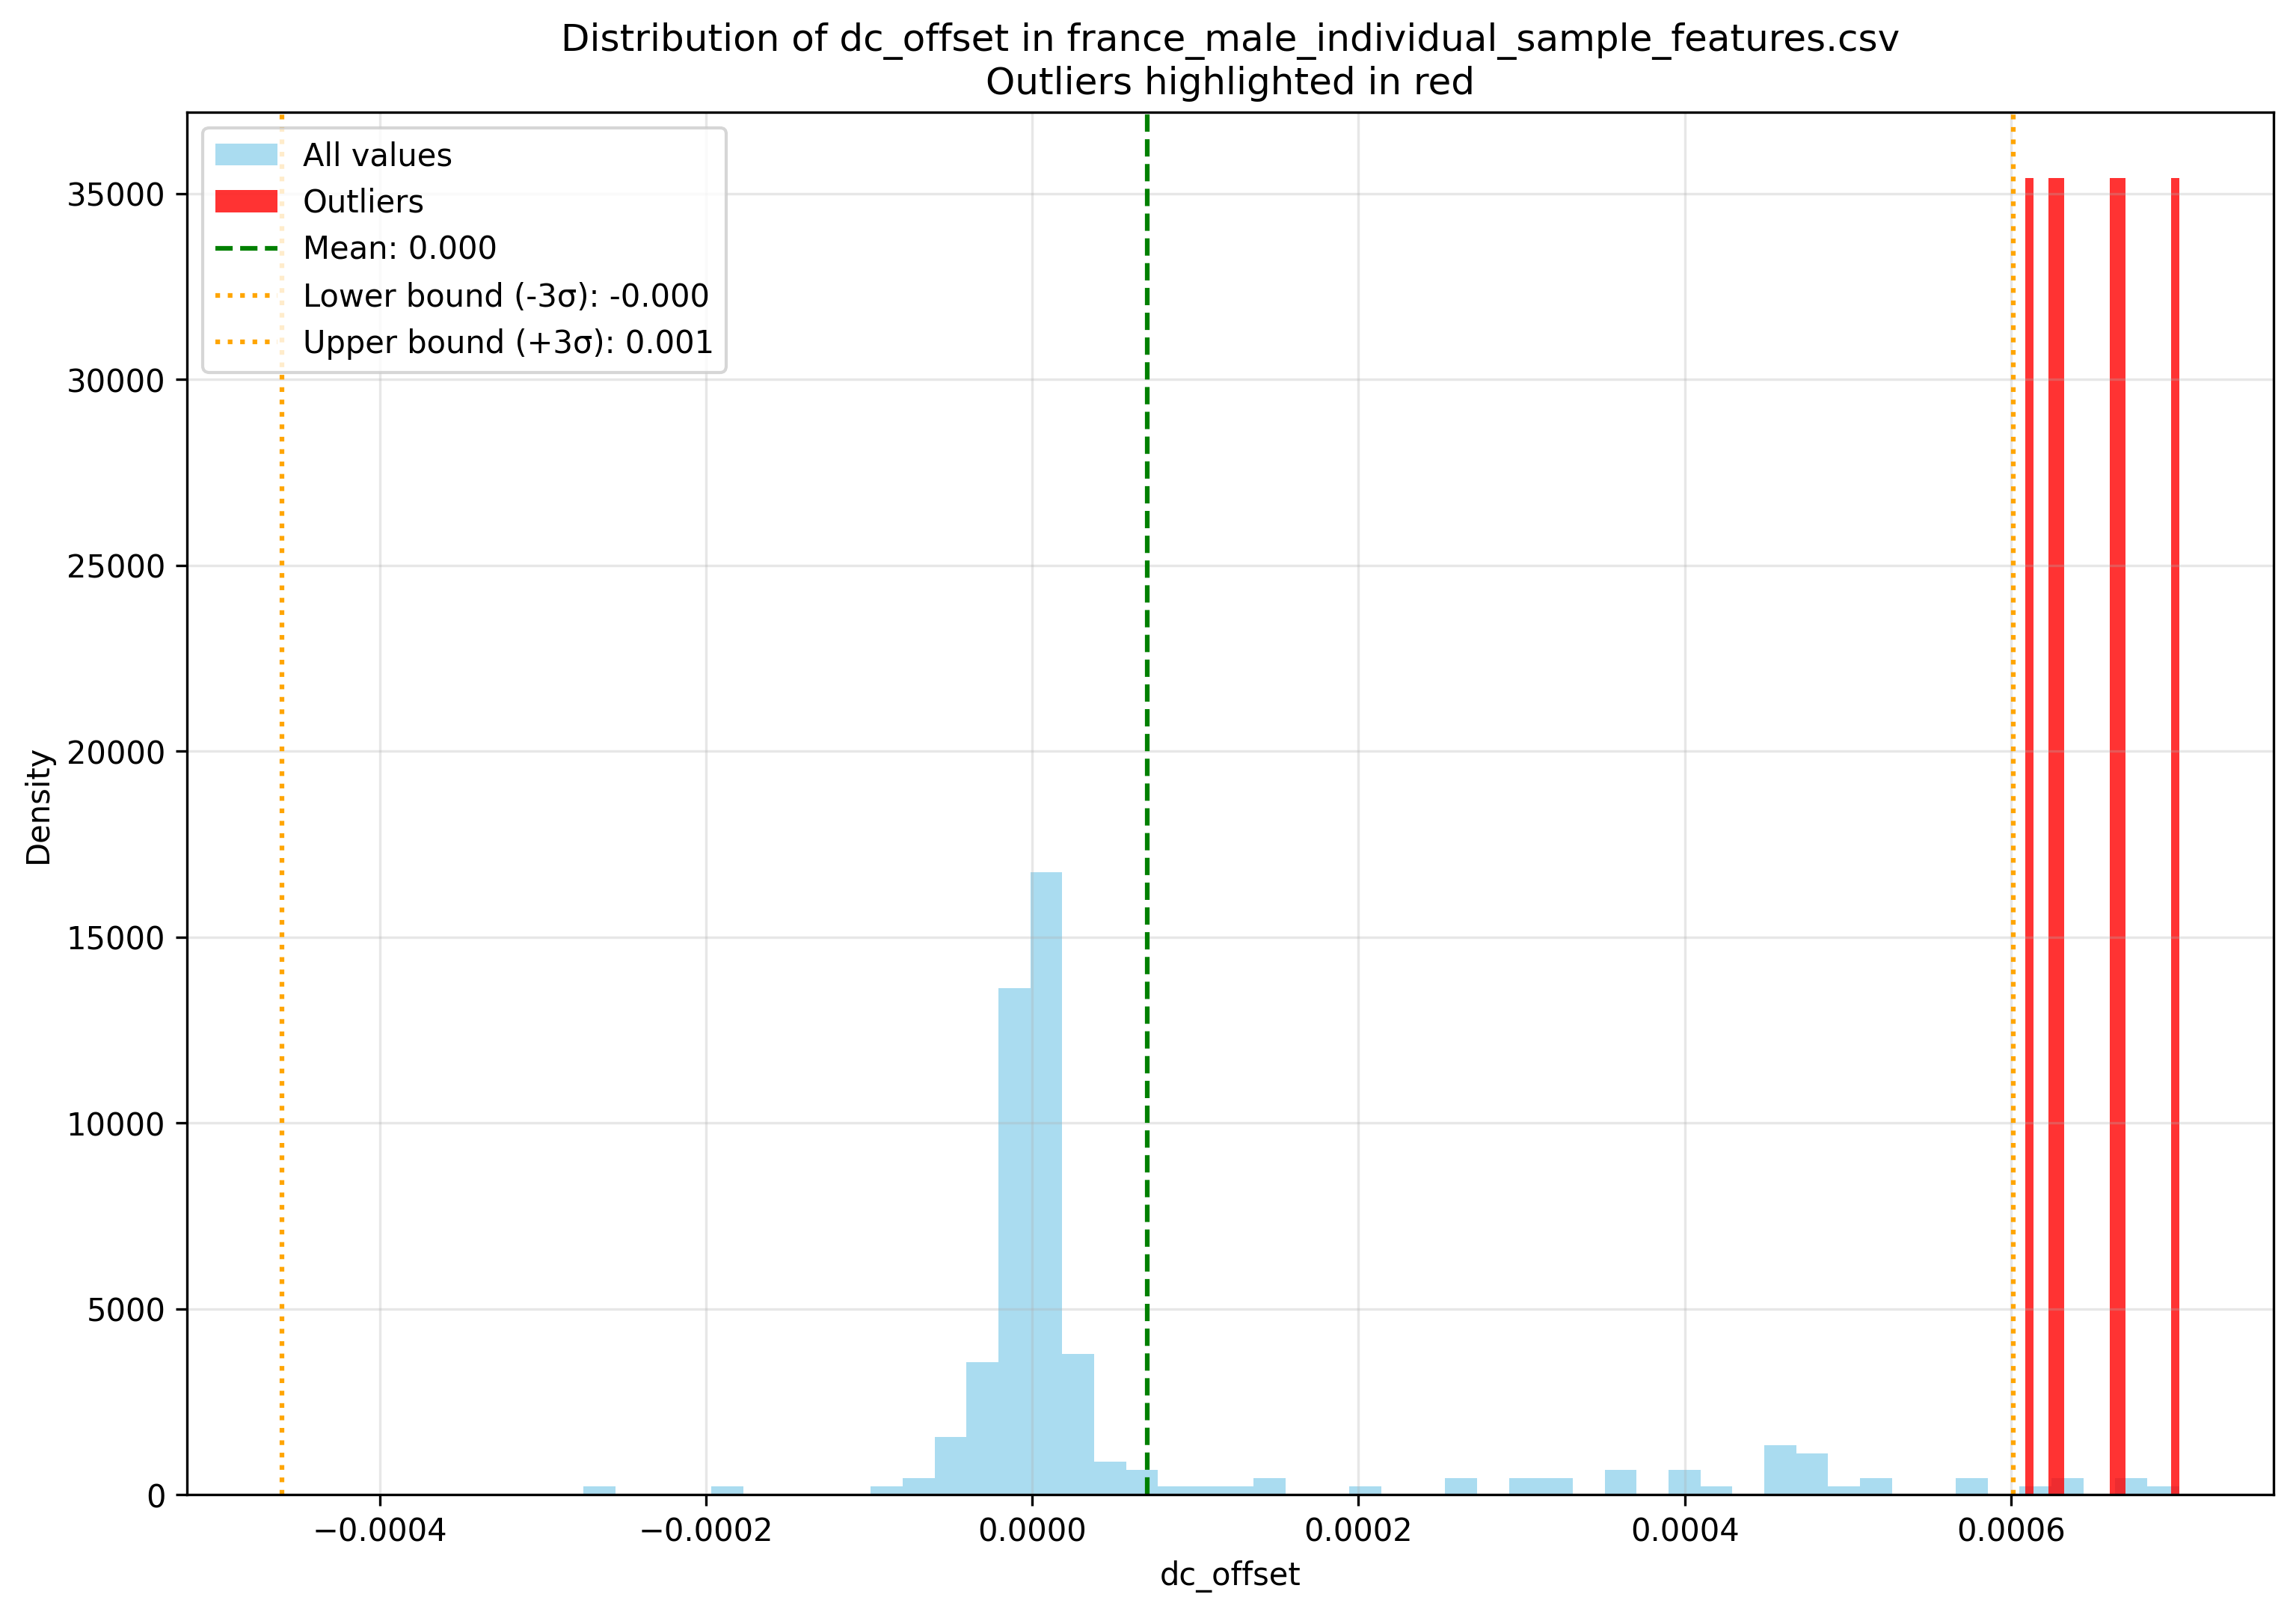 Distribution of dc_offset in france_male_individual_sample_features.csv
Outliers highlighted in red
All values
Outliers
Mean: 0.000
Lower bound (-3σ): -0.000
Upper bound (+3σ): 0.001
35000
30000
25000
20000
15000
10000
5000
0
Density
−0.0004
−0.0002
0.0000
0.0002
0.0004
0.0006
dc_offset